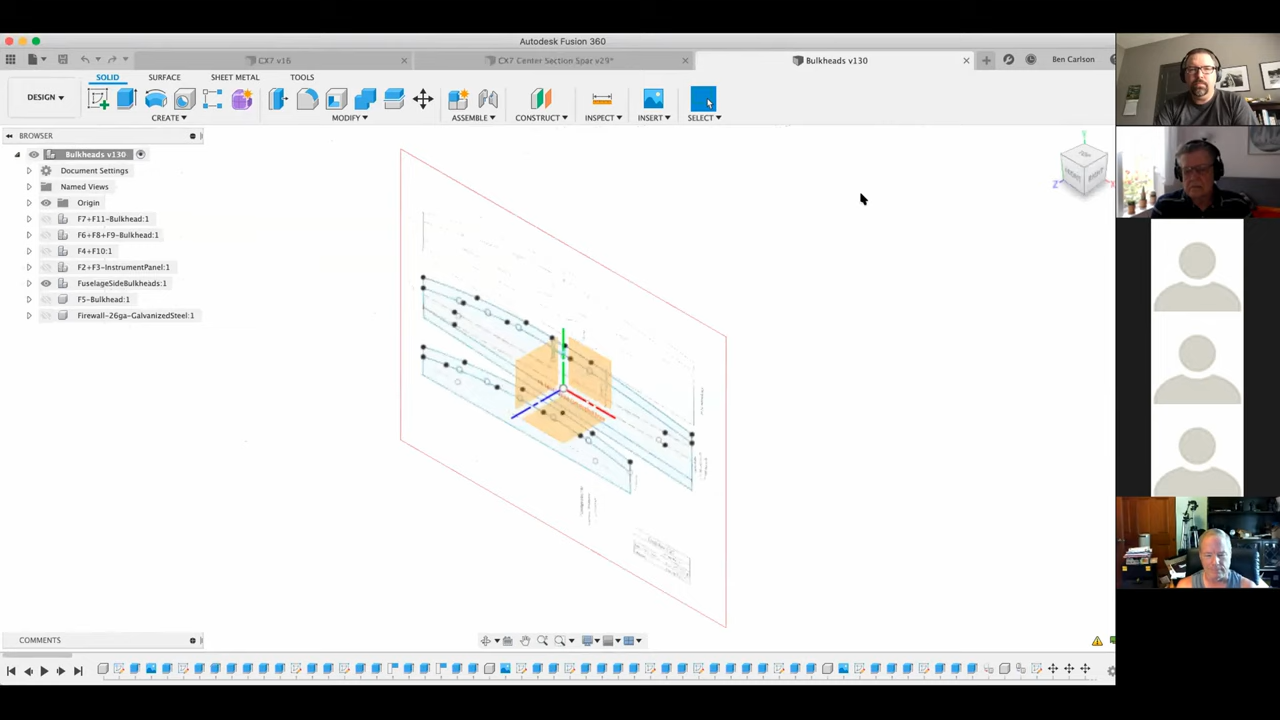 Autodesk Fusion 360
CX7 v16
CX7 Center Section Spar v29*
Bulkheads v130
Ben Carlson
DESIGN
SOLID
SURFACE
SHEET METAL
TOOLS
CREATE
MODIFY
ASSEMBLE
CONSTRUCT
INSPECT
INSERT
SELECT
BROWSER
Bulkheads v130
Document Settings
Named Views
Origin
F7+F11-Bulkhead:1
F6+F8+F9-Bulkhead:1
F4+F10:1
F2+F3-InstrumentPanel:1
FuselageSideBulkheads:1
F5-Bulkhead:1
Firewall-26ga-GalvanizedSteel:1
TOP
FRONT
RIGHT
Y
Z
X
COMMENTS